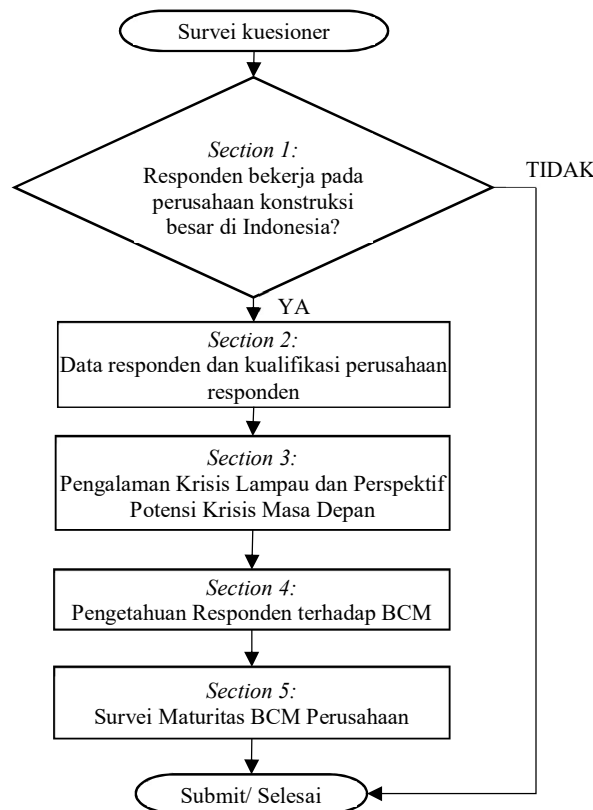 Survei kuesioner
Section 1:
Responden bekerja pada
perusahaan konstruksi
besar di Indonesia?
TIDAK
YA
Section 2:
Data responden dan kualifikasi perusahaan
responden
Section 3:
Pengalaman Krisis Lampau dan Perspektif
Potensi Krisis Masa Depan
Section 4:
Pengetahuan Responden terhadap BCM
Section 5:
Survei Maturitas BCM Perusahaan
Submit/ Selesai